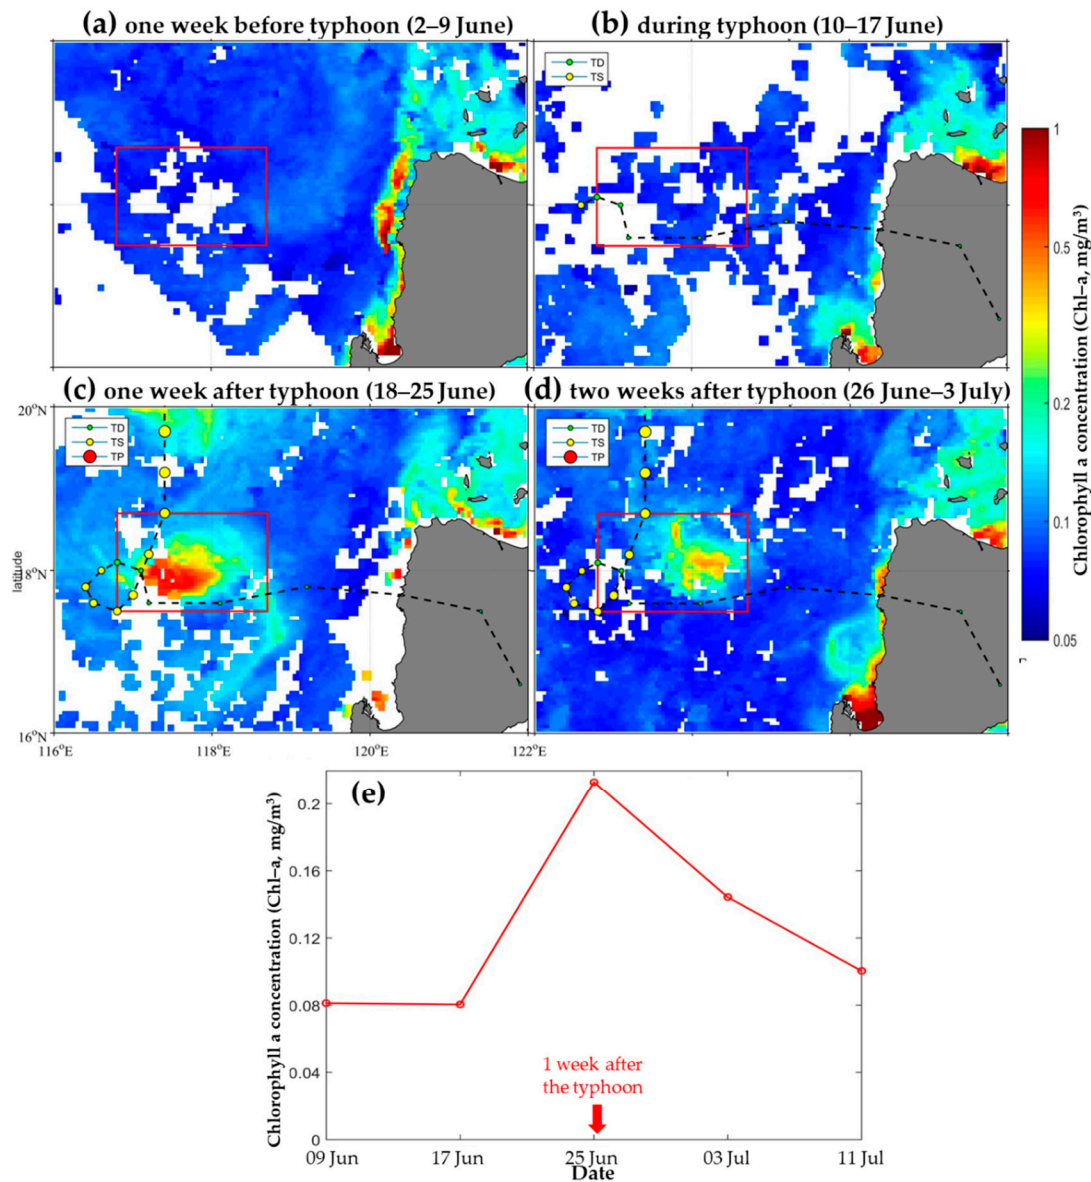 (a) one week before typhoon (2–9 June)
(b) during typhoon (10–17 June)
TD
TS
(c) one week after typhoon (18–25 June)
(d) two weeks after typhoon (26 June–3 July)
20°N
18°N
16°N
latitude
TD
TS
TP
TD
TS
TP
116°E
118°E
120°E
122°E
1
0.5
0.2
0.1
0.05
Chlorophyll a concentration (Chl–a, mg/m³)
(e)
Chlorophyll a concentration (Chl–a, mg/m³)
0.2
0.16
0.12
0.08
0.04
0
1 week after
the typhoon
09 Jun
17 Jun
25 Jun
03 Jul
11 Jul
Date